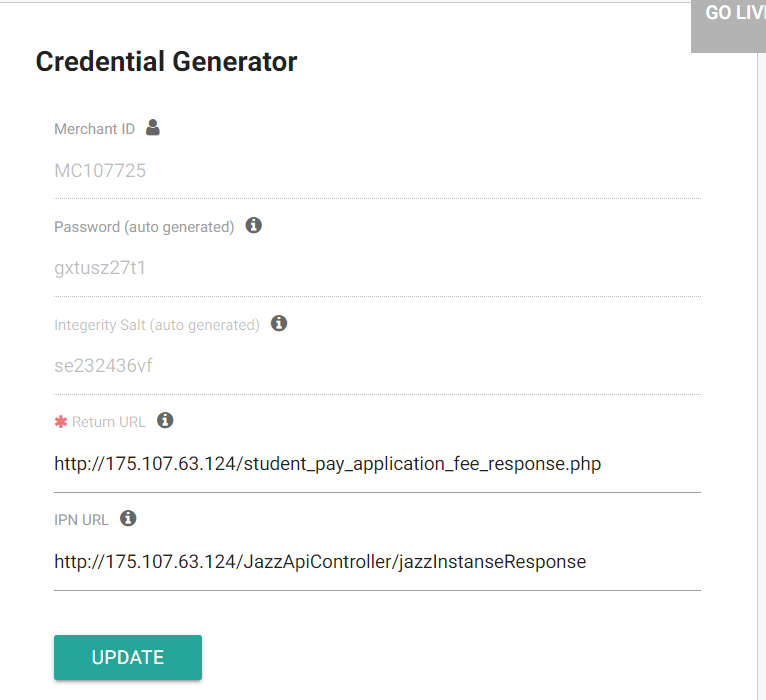 GO LIV
Credential Generator
Merchant ID
MC107725
Password (auto generated)
gxtusz27t1
Integerity Salt (auto generated)
se232436vf
* Return URL
http://175.107.63.124/student_pay_application_fee_response.php
IPN URL
http://175.107.63.124/JazzApiController/jazzInstanseResponse
UPDATE